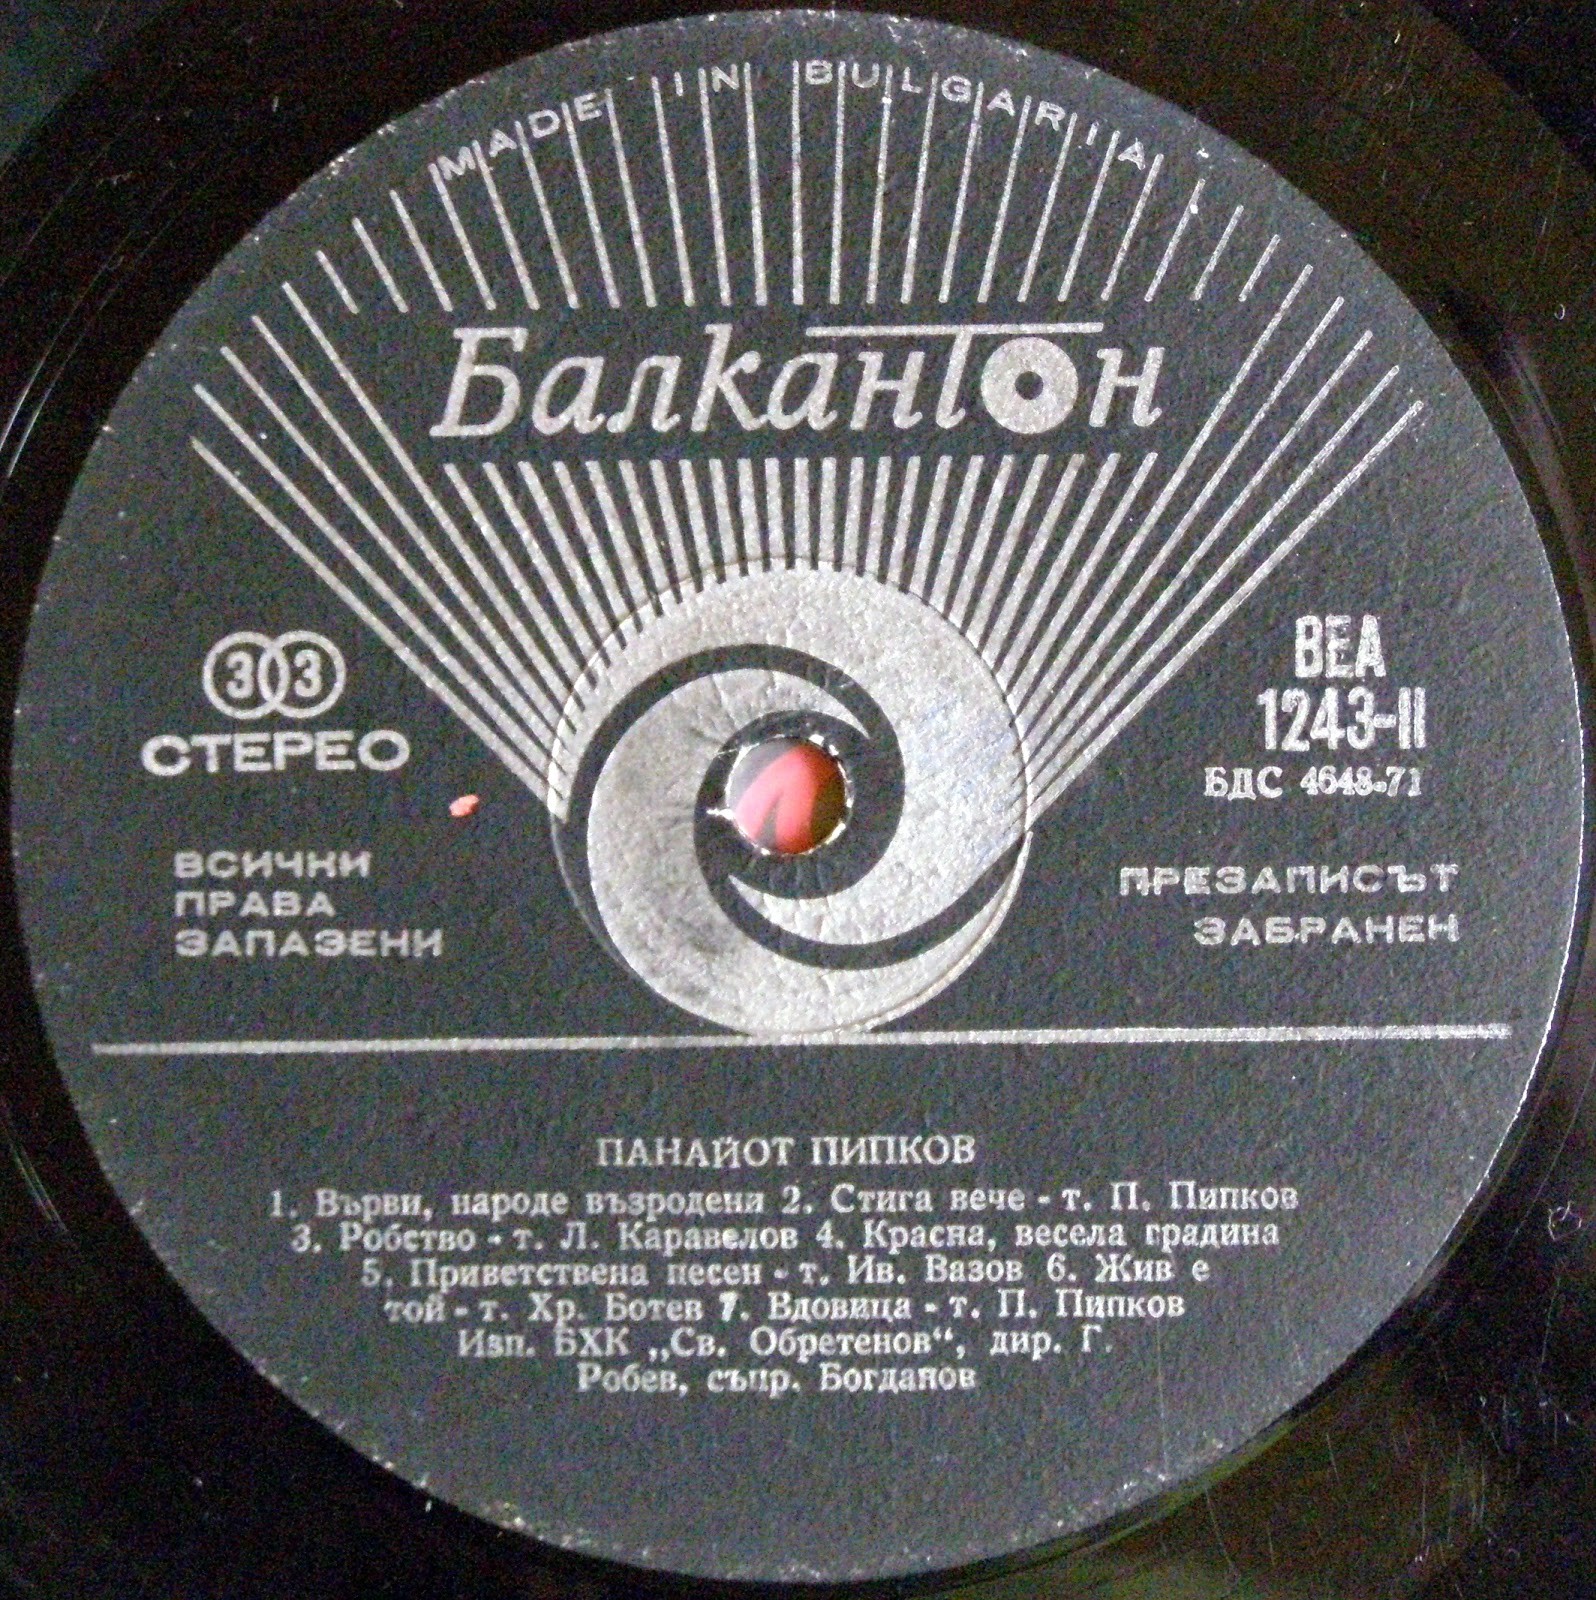 MADE IN BULGARIA
Балкантон
33
СТЕРЕО
ВЕА
1243-II
БДС 4648-71
ВСИЧКИ
ПРАВА
ЗАПАЗЕНИ
ПРЕЗАПИСЪТ
ЗАБРАНЕН
ПАНАЙОТ ПИПКОВ
1. Върви, народе възродени 2. Стига вече - т. П. Пипков
3. Робство - т. Л. Каравелов 4. Красна, весела градина
5. Приветствена песен - т. Ив. Вазов 6. Жив е
той - т. Хр. Ботев 7. Вдовица - т. П. Пипков
Изп. БХК „Св. Обретенов“, дир. Г.
Робев, съпр. Богданов